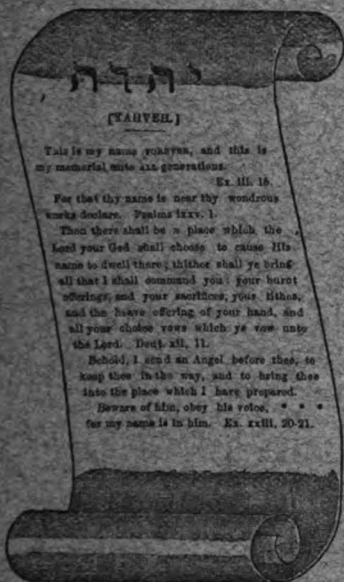 יהוה
[YAHVEH.]
This is my name FOREVER, and this is
my memorial unto ALL generations.
Ex. iii. 15.
For that thy name is near thy wondrous
works declare. Psalms lxxv. 1.
Then there shall be a place which the
Lord your God shall choose to cause His
name to dwell there; thither shall ye bring
all that I shall command you: your burnt
offerings, and your sacrifices, your tithes,
and the heave offering of your hand, and
all your choice vows which ye vow unto
the Lord. Deut. xii, 11.
Behold, I send an Angel before thee, to
keep thee in the way, and to bring thee
into the place which I have prepared.
Beware of him, obey his voice, * * *
for my name is in him. Ex. xxiii, 20-21.